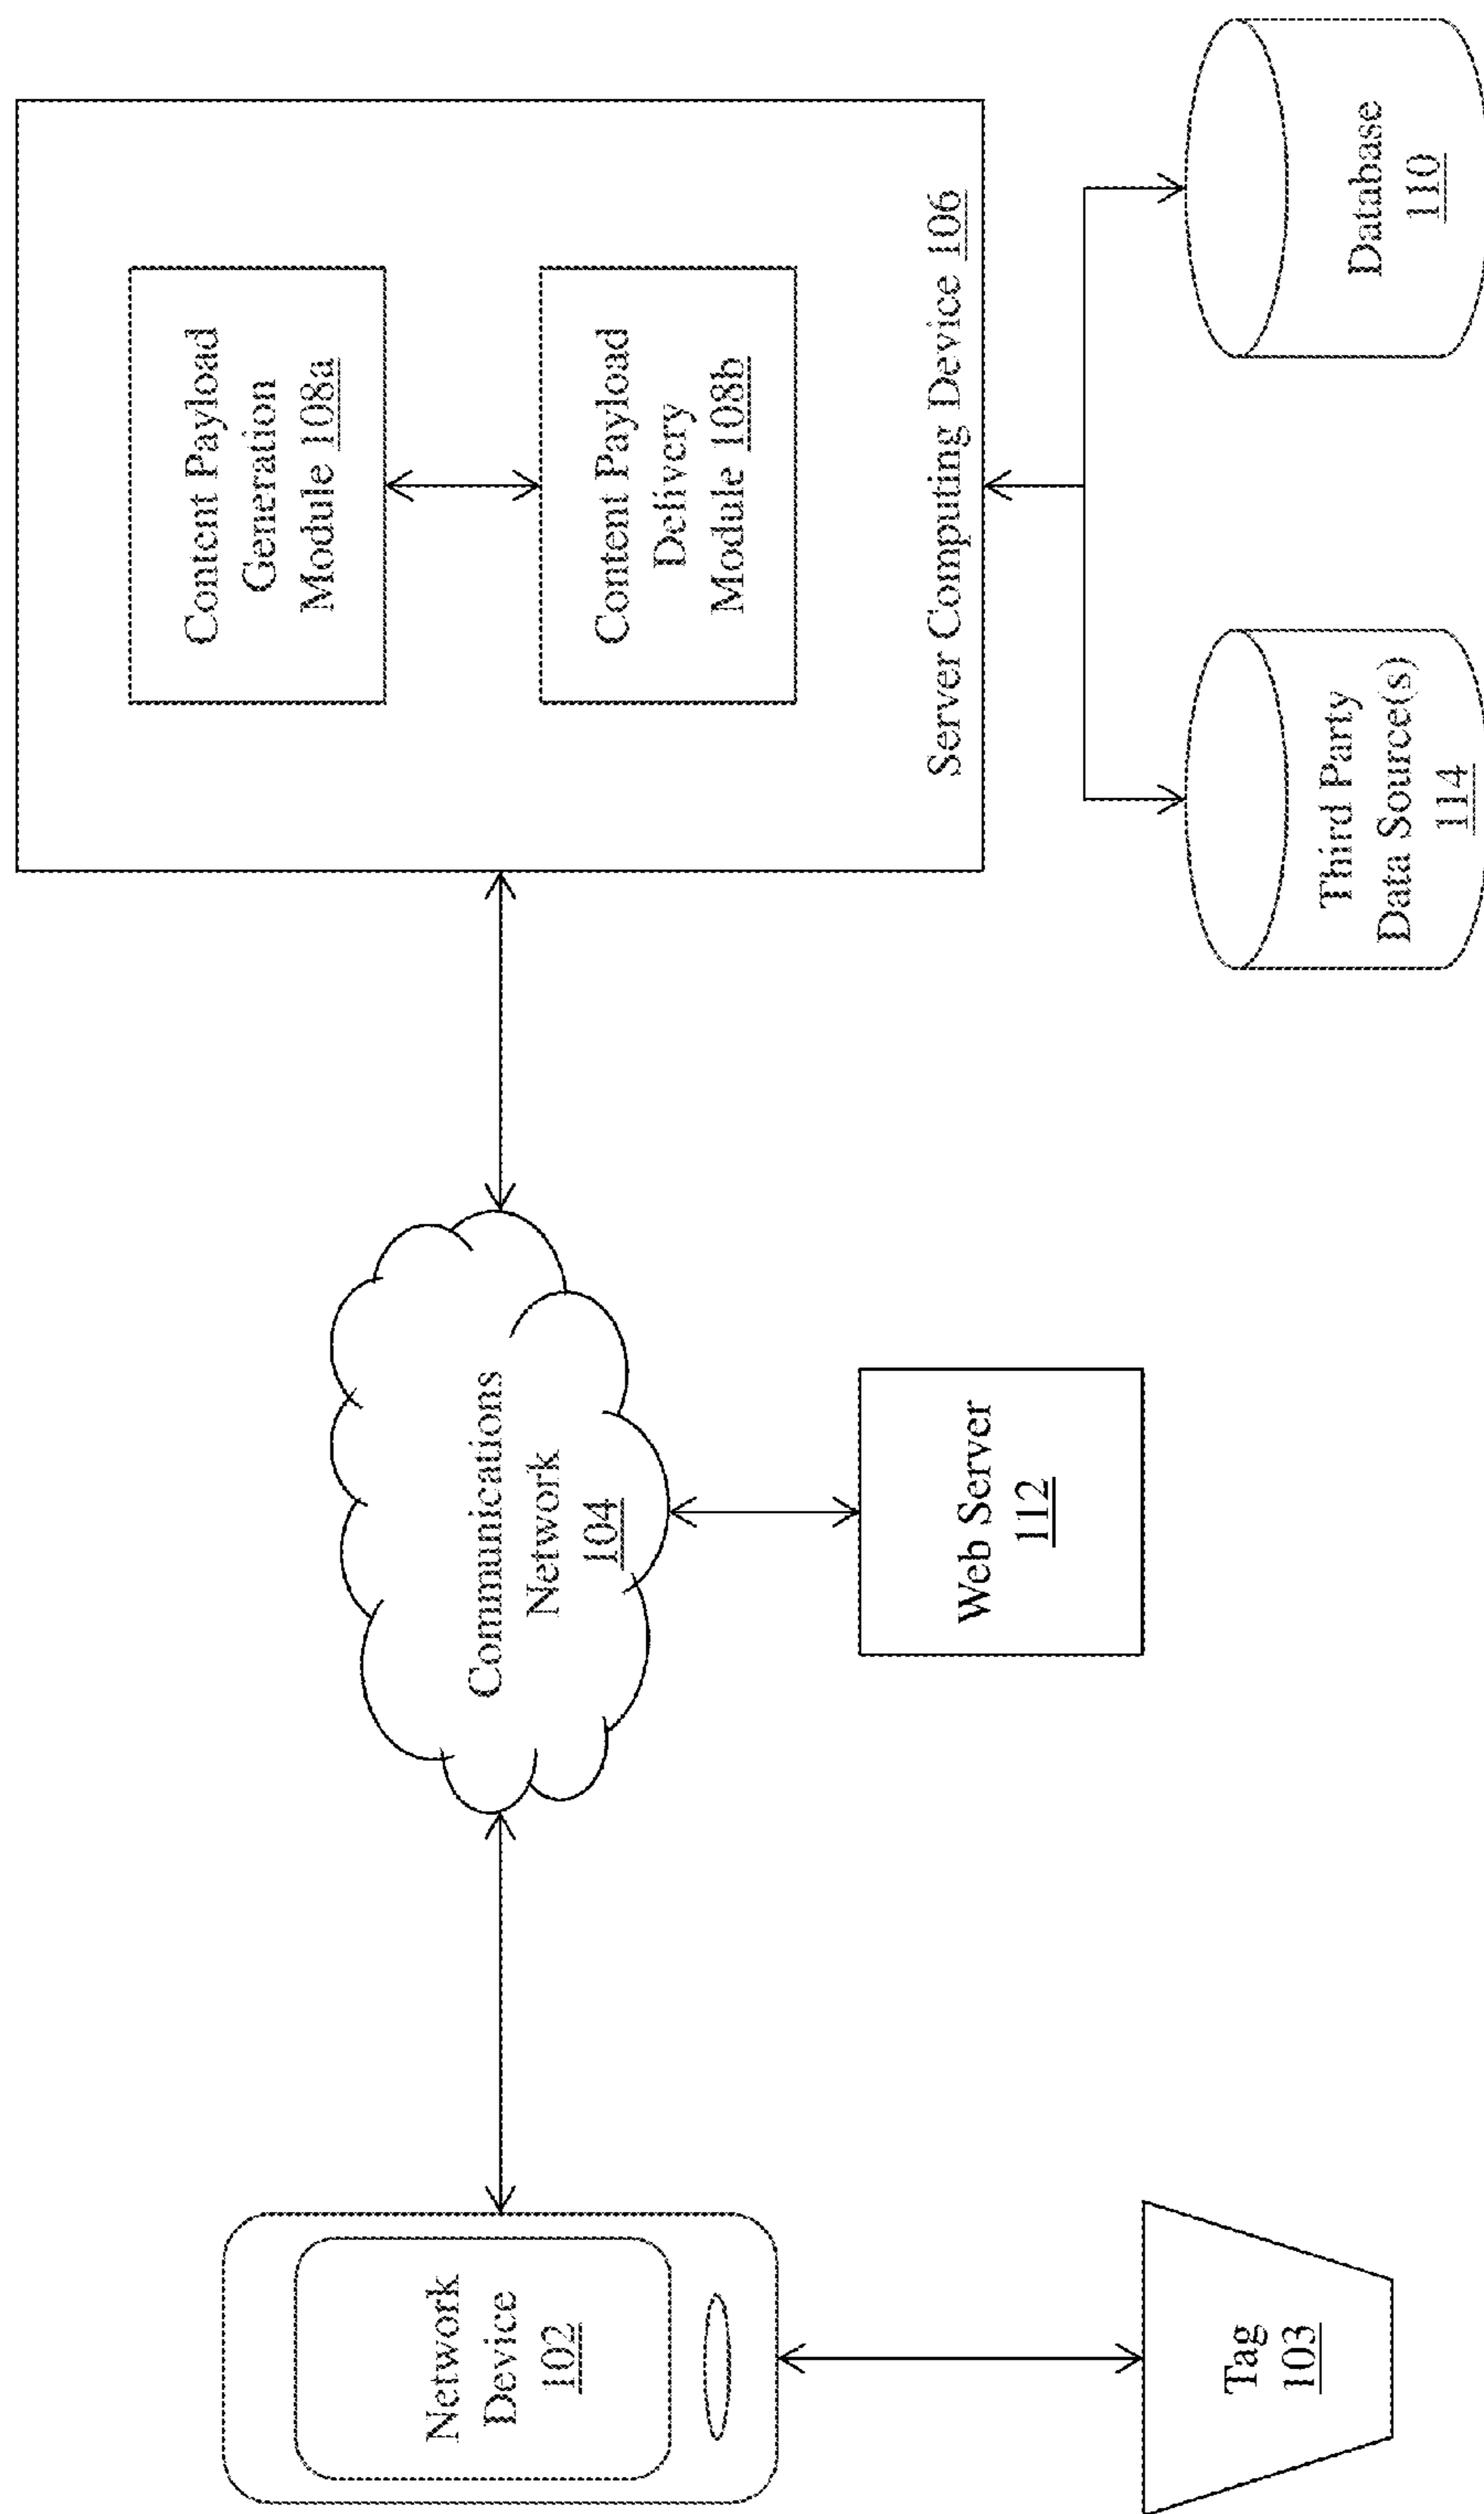 Network
Device
102
Tag
103
Communications
Network
104
Web Server
112
Content Payload
Generation
Module 108a
Content Payload
Delivery
Module 108b
Server Computing Device 106
Third Party
Data Source(s)
114
Database
110